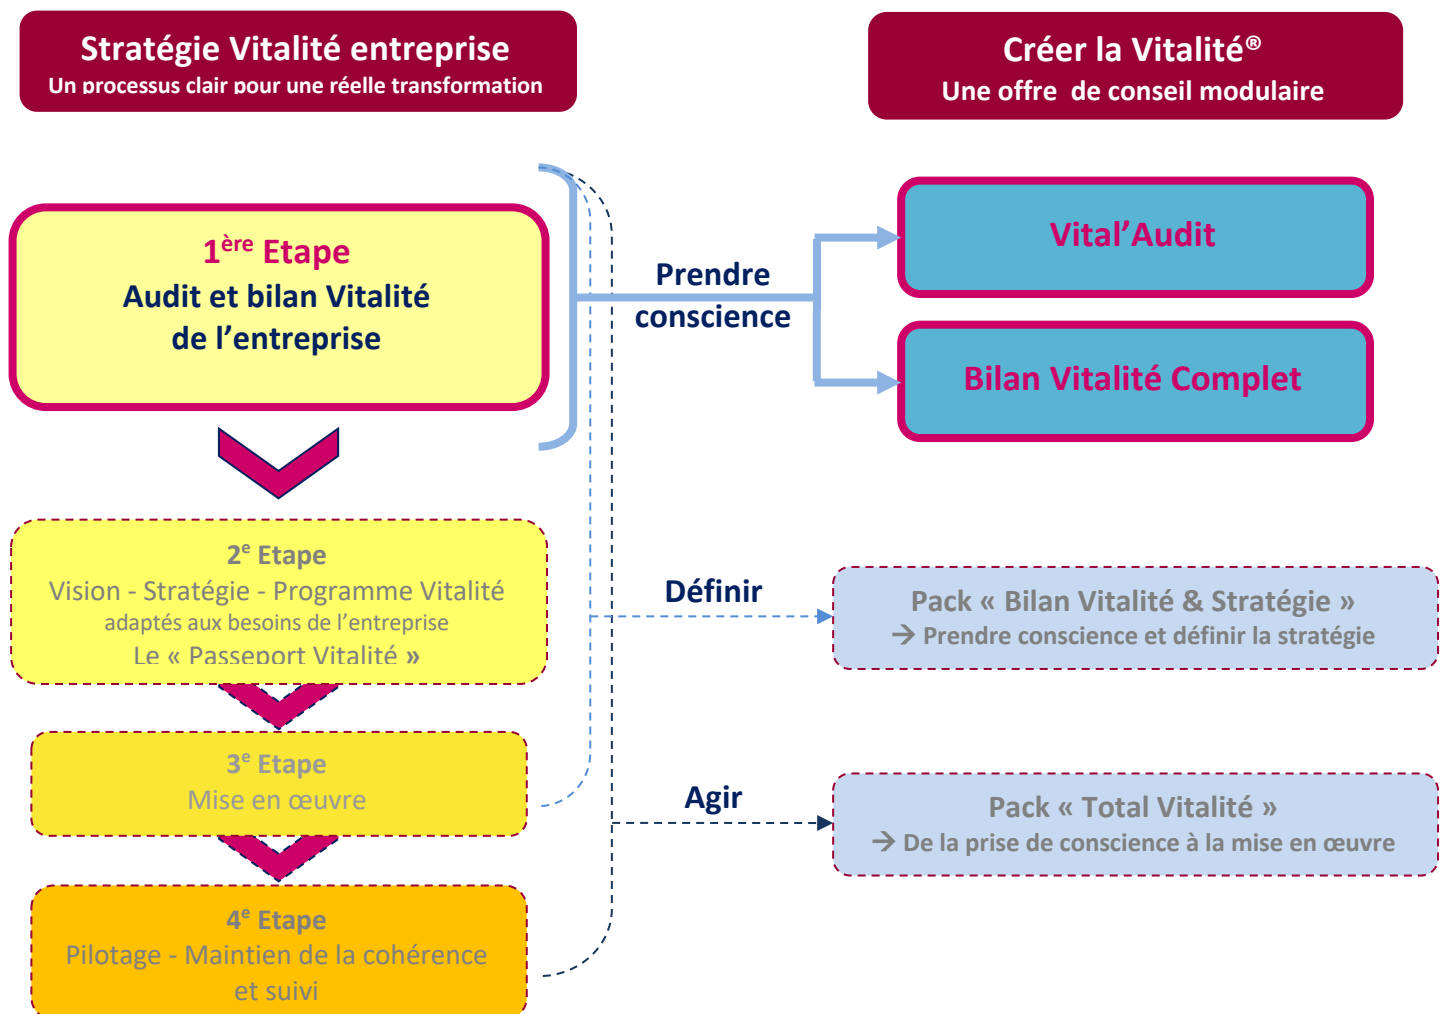 Stratégie Vitalité entreprise
Un processus clair pour une réelle transformation
Créer la Vitalité®
Une offre de conseil modulaire
1ère Etape
Audit et bilan Vitalité
de l’entreprise
Prendre
conscience
Vital’Audit
Bilan Vitalité Complet
2e Etape
Vision - Stratégie - Programme Vitalité
adaptés aux besoins de l’entreprise
Le « Passeport Vitalité »
Définir
Pack « Bilan Vitalité & Stratégie »
→ Prendre conscience et définir la stratégie
3e Etape
Mise en œuvre
Agir
Pack « Total Vitalité »
→ De la prise de conscience à la mise en œuvre
4e Etape
Pilotage - Maintien de la cohérence
et suivi